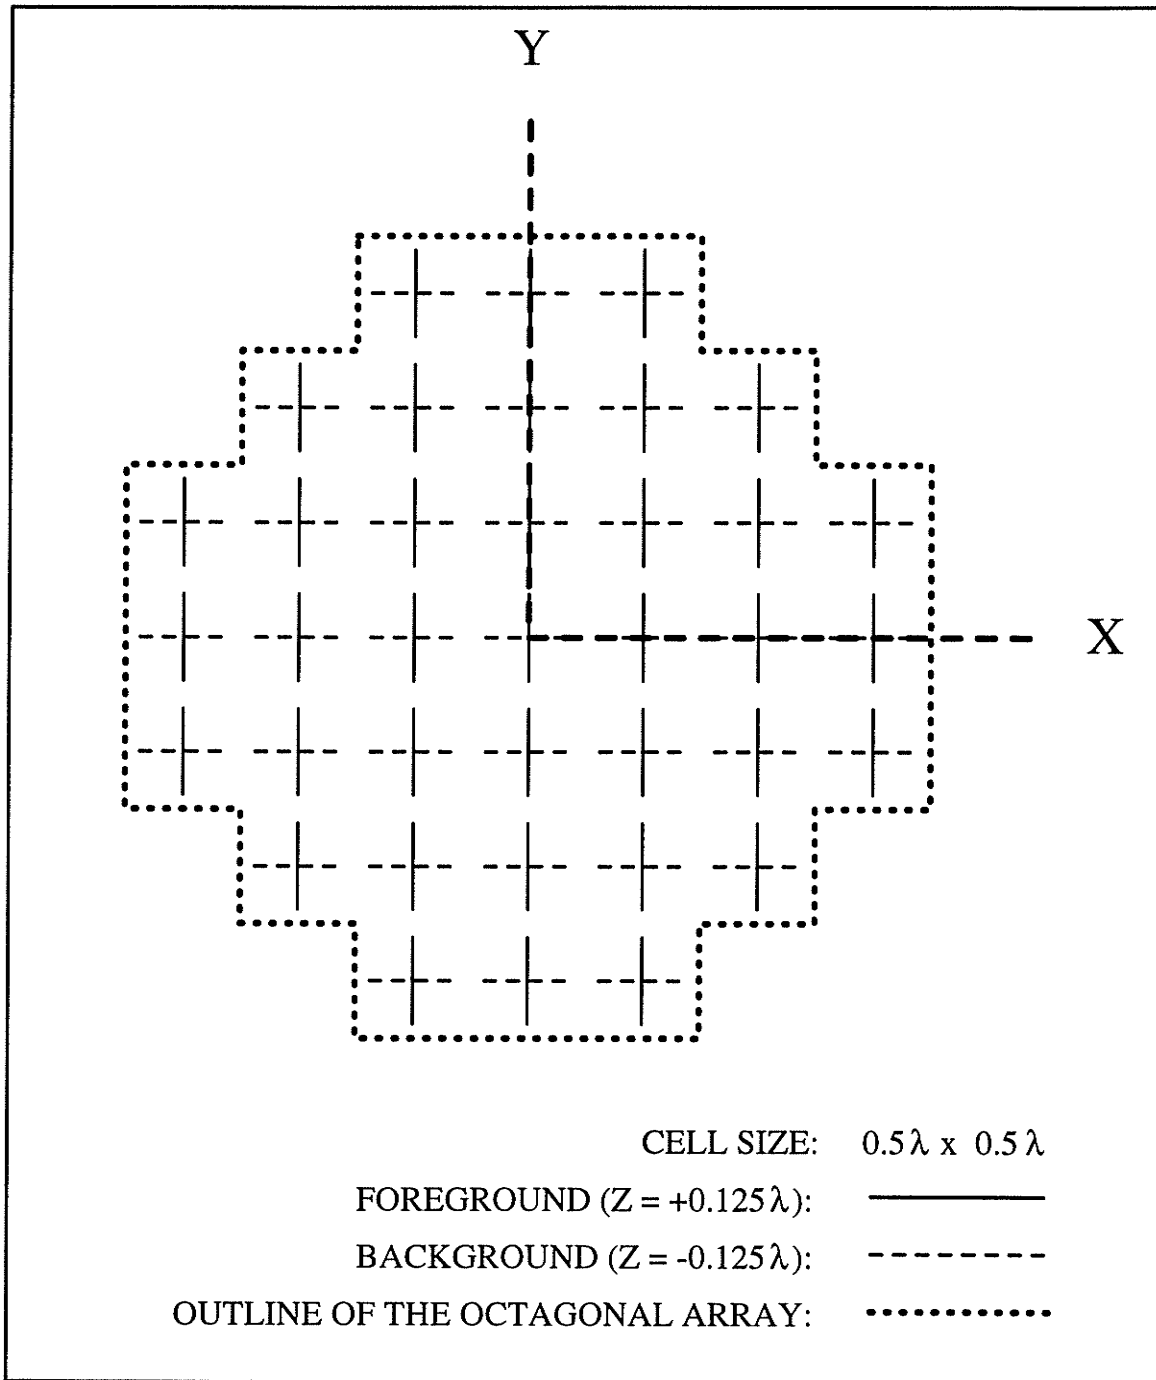 Y
X
CELL SIZE: 0.5λ x 0.5λ
FOREGROUND (Z = +0.125λ):
BACKGROUND (Z = -0.125λ):
OUTLINE OF THE OCTAGONAL ARRAY: